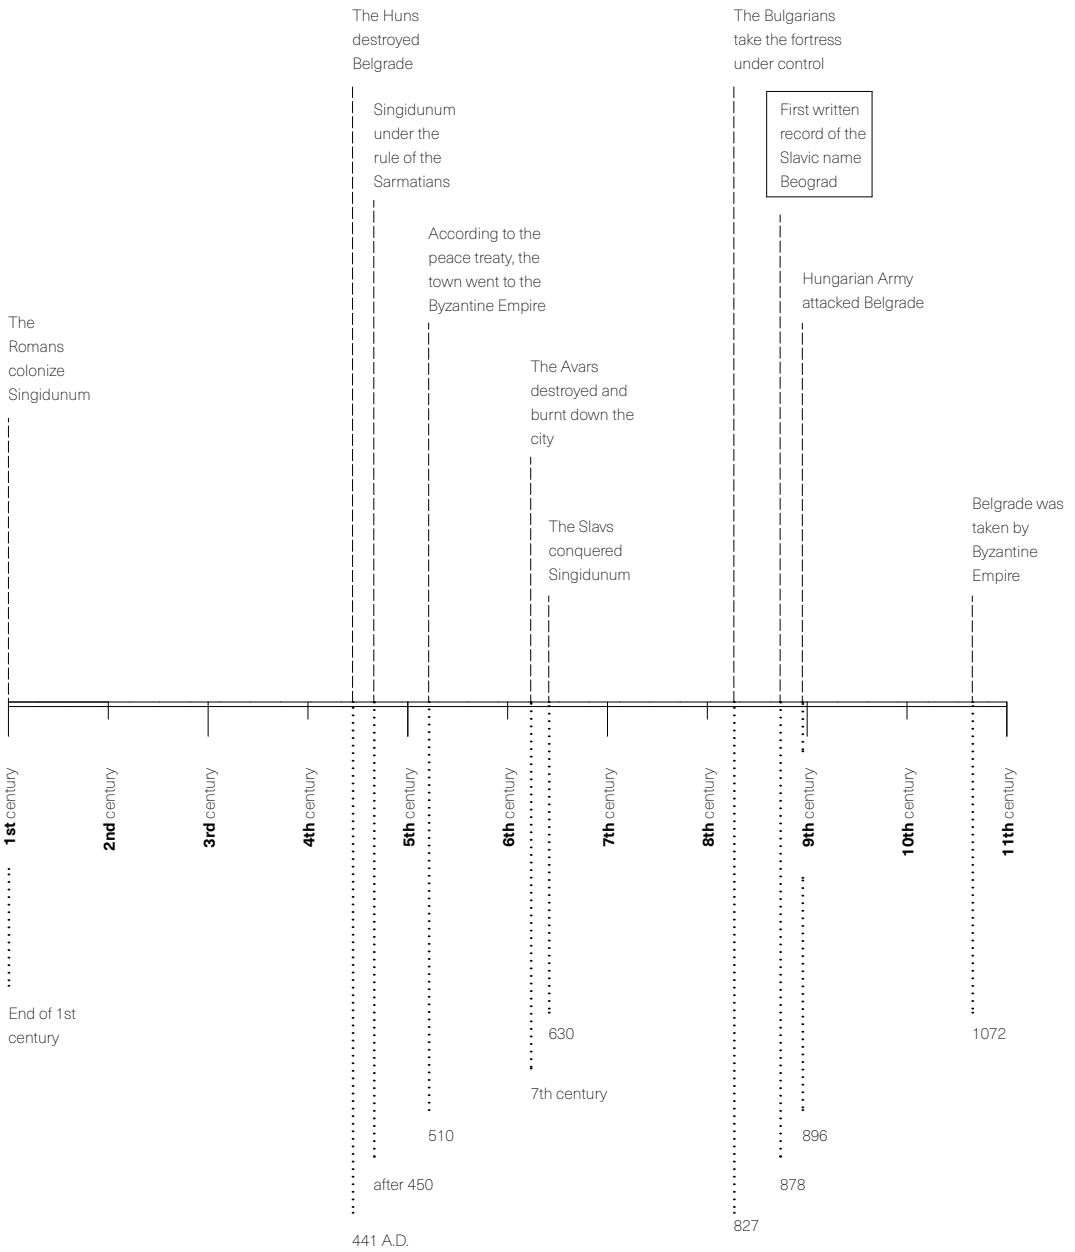 The Huns
destroyed
Belgrade
The Bulgarians
take the fortress
under control
Singidunum
under the
rule of the
Sarmatians
First written
record of the
Slavic name
Beograd
According to the
peace treaty, the
town went to the
Byzantine Empire
Hungarian Army
attacked Belgrade
The
Romans
colonize
Singidunum
The Avars
destroyed and
burnt down the
city
Belgrade was
taken by
Byzantine
Empire
The Slavs
conquered
Singidunum
1st century
2nd century
3rd century
4th century
5th century
6th century
7th century
8th century
9th century
10th century
11th century
End of 1st
century
630
1072
7th century
510
896
after 450
878
827
441 A.D.